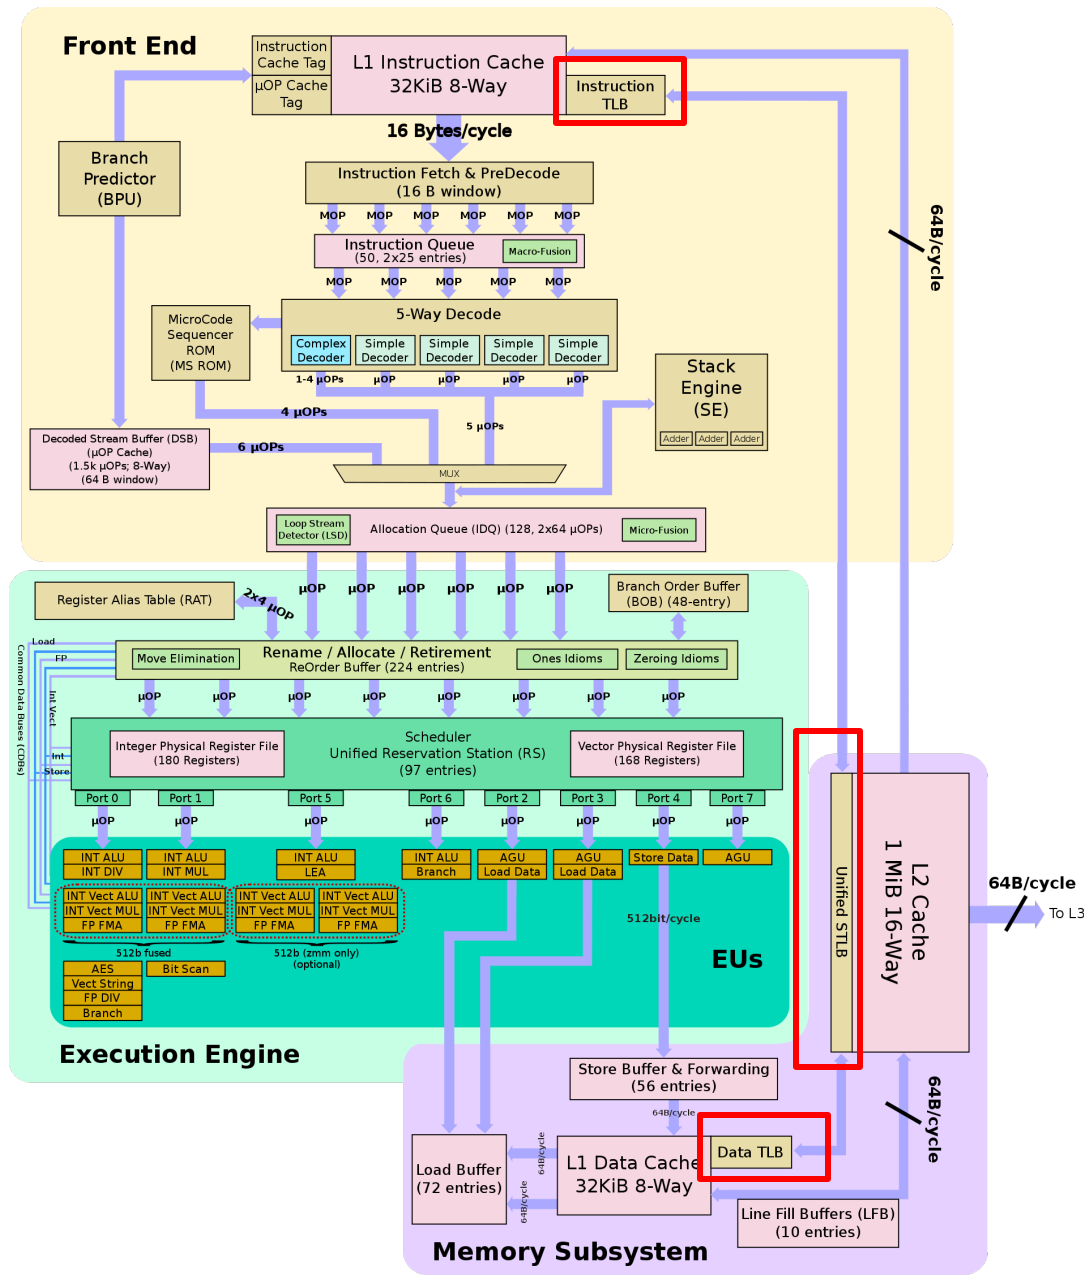 Front End
Instruction
Cache Tag
µOP Cache
Tag
L1 Instruction Cache
32KiB 8-Way
Instruction
TLB
16 Bytes/cycle
Branch
Predictor
(BPU)
Instruction Fetch & PreDecode
(16 B window)
MOP
MOP
MOP
MOP
MOP
MOP
Instruction Queue
(50, 2x25 entries)
Macro-Fusion
64B/cycle
MOP
MOP
MOP
MOP
MOP
5-Way Decode
Complex
Decoder
Simple
Decoder
Simple
Decoder
Simple
Decoder
Simple
Decoder
MicroCode
Sequencer
ROM
(MS ROM)
1-4 µOPs
µOP
µOP
µOP
µOP
Stack
Engine
(SE)
Adder
Adder
Adder
4 µOPs
5 µOPs
Decoded Stream Buffer (DSB)
(µOP Cache)
(1.5k µOPs; 8-Way)
(64 B window)
6 µOPs
MUX
Loop Stream
Detector (LSD)
Allocation Queue (IDQ) (128, 2x64 µOPs)
Micro-Fusion
µOP
µOP
µOP
µOP
µOP
µOP
Register Alias Table (RAT)
2x4 µOP
Branch Order Buffer
(BOB) (48-entry)
Load
FP
Common Data Buses (CDBs)
Int Vect
Int
Store
Move Elimination
Rename / Allocate / Retirement
ReOrder Buffer (224 entries)
Ones Idioms
Zeroing Idioms
µOP
µOP
µOP
µOP
µOP
µOP
µOP
µOP
Integer Physical Register File
(180 Registers)
Scheduler
Unified Reservation Station (RS)
(97 entries)
Vector Physical Register File
(168 Registers)
Port 0
Port 1
Port 5
Port 6
Port 2
Port 3
Port 4
Port 7
µOP
µOP
µOP
µOP
µOP
µOP
µOP
µOP
INT ALU
INT DIV
INT ALU
INT MUL
INT ALU
LEA
INT ALU
Branch
AGU
Load Data
AGU
Load Data
Store Data
AGU
INT Vect ALU
INT Vect MUL
FP FMA
INT Vect ALU
INT Vect MUL
FP FMA
INT Vect ALU
INT Vect MUL
FP FMA
INT Vect ALU
INT Vect MUL
FP FMA
512b fused
512b (zmm only)
(optional)
AES
Vect String
FP DIV
Branch
Bit Scan
512bit/cycle
EUs
Execution Engine
Unified STLB
L2 Cache
1 MiB 16-Way
64B/cycle
To L3
Store Buffer & Forwarding
(56 entries)
64B/cycle
64B/cycle
Load Buffer
(72 entries)
64B/cycle
64B/cycle
L1 Data Cache
32KiB 8-Way
Data TLB
Line Fill Buffers (LFB)
(10 entries)
Memory Subsystem